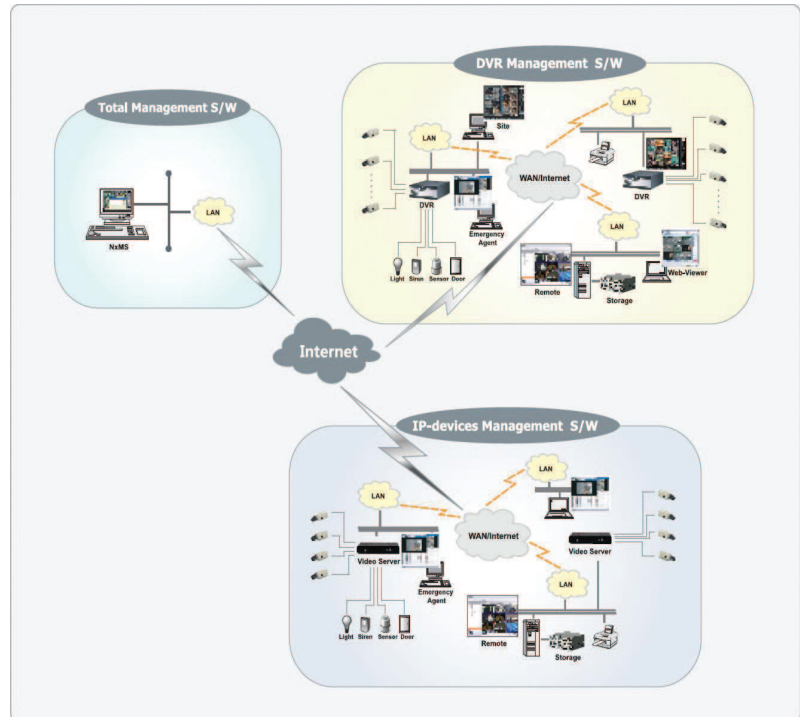 DVR Management S/W
Total Management S/W
LAN
Site
LAN
WAN/Internet
DVR
DVR
LAN
NxMS
LAN
Emergency
Agent
Web-Viewer
Light Siren Sensor Door
Remote
Storage
Internet
IP-devices Management S/W
LAN
LAN
WAN/Internet
Video Server
Video Server
LAN
Emergency
Agent
Light Siren Sensor Door
Remote
Storage